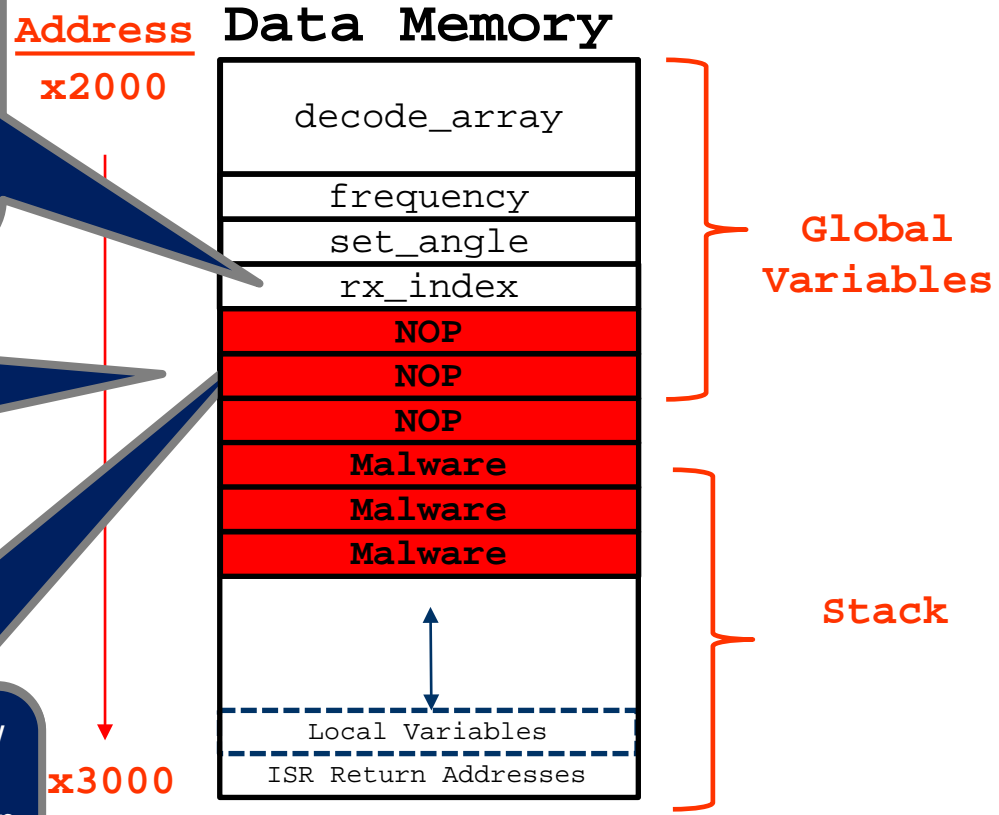 Address
Data Memory
x2000
decode_array
frequency
set_angle
rx_index
NOP
NOP
NOP
Malware
Malware
Malware
Local Variables
ISR Return Addresses
x3000
Global
Variables
Stack